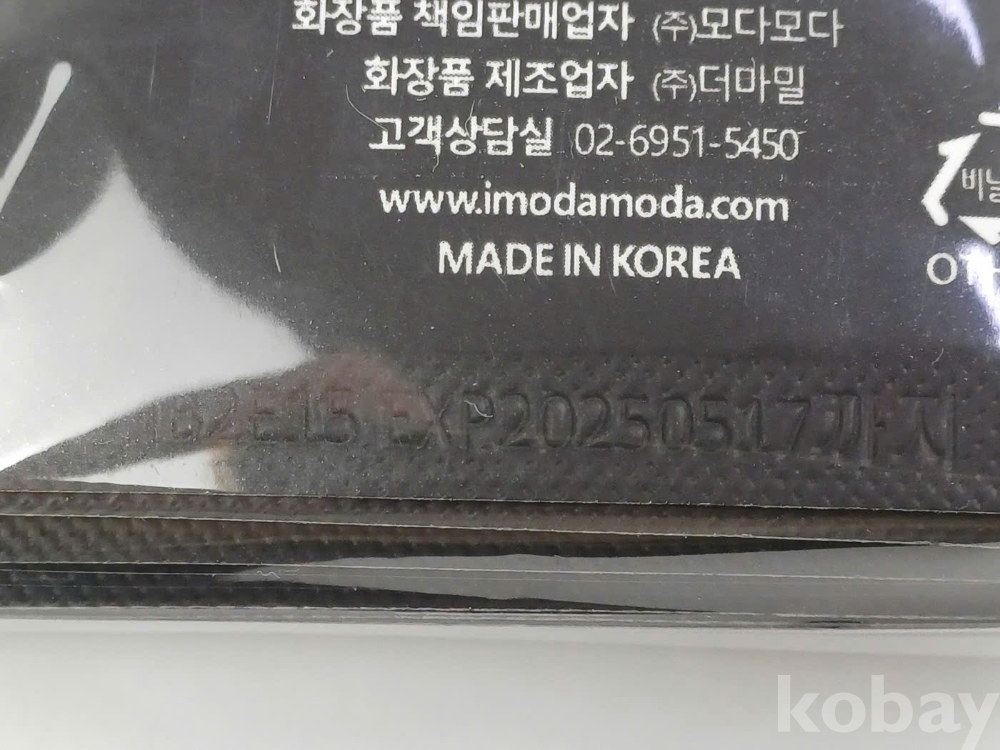 화장품 책임판매업자 (주)모다모다
화장품 제조업자 (주)더마밀
고객상담실 02-6951-5450
www.imodamoda.com
MADE IN KOREA
EXP20250517까지
kobay